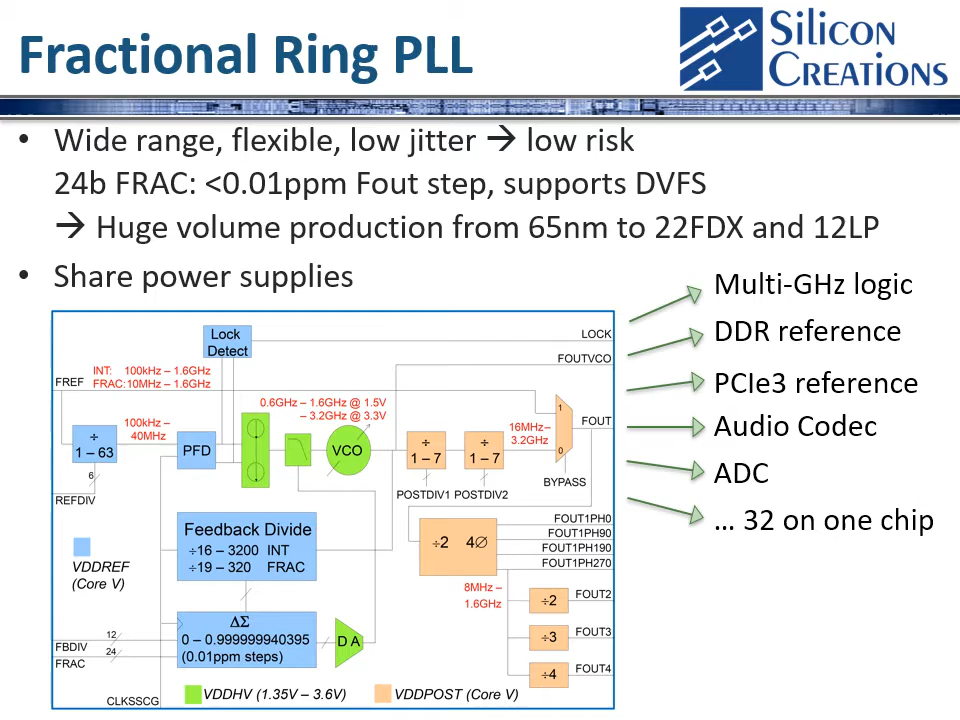 Fractional Ring PLL
SILICON
CREATIONS
• Wide range, flexible, low jitter → low risk
24b FRAC: <0.01ppm Fout step, supports DVFS
→ Huge volume production from 65nm to 22FDX and 12LP
• Share power supplies
Multi-GHz logic
DDR reference
PCIe3 reference
Audio Codec
ADC
… 32 on one chip
Lock
Detect
LOCK
FOUTVCO
INT: 100kHz – 1.6GHz
FRAC:10MHz – 1.6GHz
FREF
0.6GHz – 1.6GHz @ 1.5V
– 3.2GHz @ 3.3V
100kHz –
40MHz
÷
1 – 63
PFD
VCO
÷
1 – 7
÷
1 – 7
16MHz–
3.2GHz
1
0
FOUT
BYPASS
6
REFDIV
POSTDIV1
POSTDIV2
VDDREF
(Core V)
Feedback Divide
÷16 – 3200 INT
÷19 – 320 FRAC
÷2 4∅
FOUT1PH0
FOUT1PH90
FOUT1PH190
FOUT1PH270
8MHz –
1.6GHz
÷2
FOUT2
÷3
FOUT3
÷4
FOUT4
ΔΣ
0 – 0.999999940395
(0.01ppm steps)
D A
12
FBDIV
24
FRAC
CLKSSCG
VDDHV (1.35V – 3.6V)
VDDPOST (Core V)